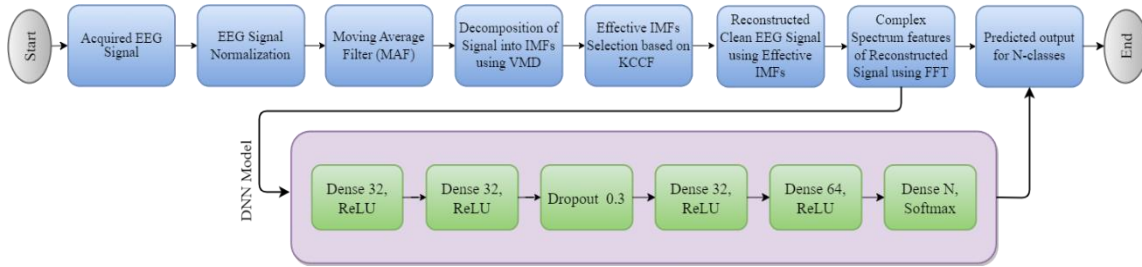 Start
Acquired EEG
Signal
EEG Signal
Normalization
Moving Average
Filter (MAF)
Decomposition of
Signal into IMFs
using VMD
Effective IMFs
Selection based on
KCCF
Reconstructed
Clean EEG Signal
using Effective
IMFs
Complex
Spectrum features
of Reconstructed
Signal using FFT
Predicted output
for N-classes
End
DNN Model
Dense 32,
ReLU
Dense 32,
ReLU
Dropout 0.3
Dense 32,
ReLU
Dense 64,
ReLU
Dense N,
Softmax